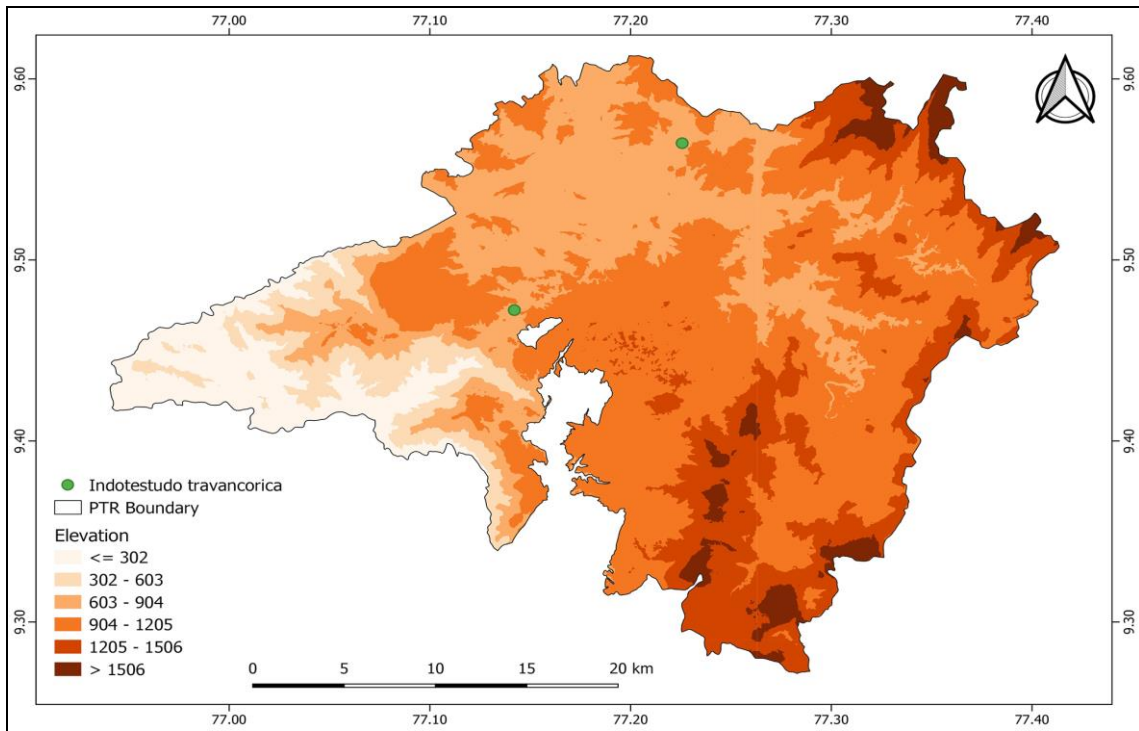 77.00 77.10 77.20 77.30 77.40
9.60 9.60
9.50 9.50
9.40 9.40
9.30 9.30
Indotestudo travancorica
PTR Boundary
Elevation
<= 302
302 - 603
603 - 904
904 - 1205
1205 - 1506
> 1506
0 5 10 15 20 km
77.00 77.10 77.20 77.30 77.40